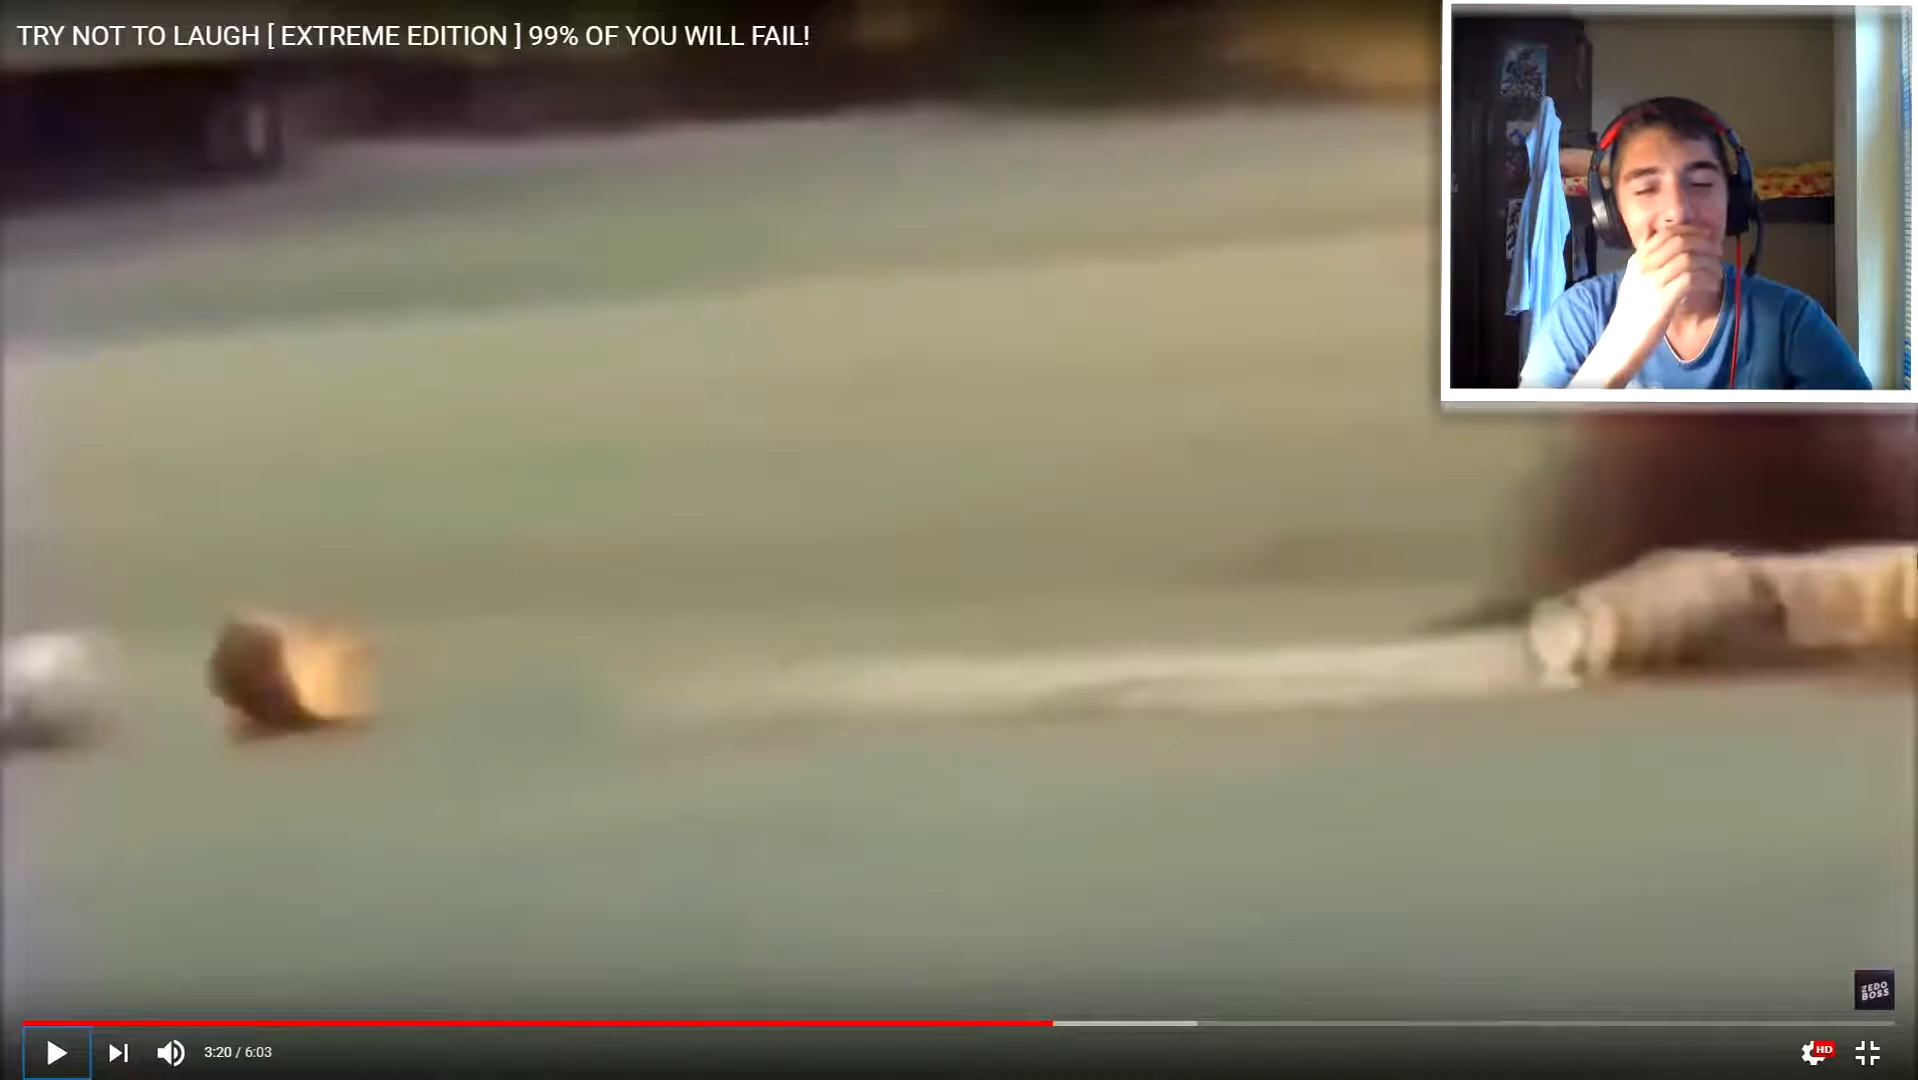 TRY NOT TO LAUGH [ EXTREME EDITION ] 99% OF YOU WILL FAIL!
ZEDO
BOSS
3:20 / 6:03
HD